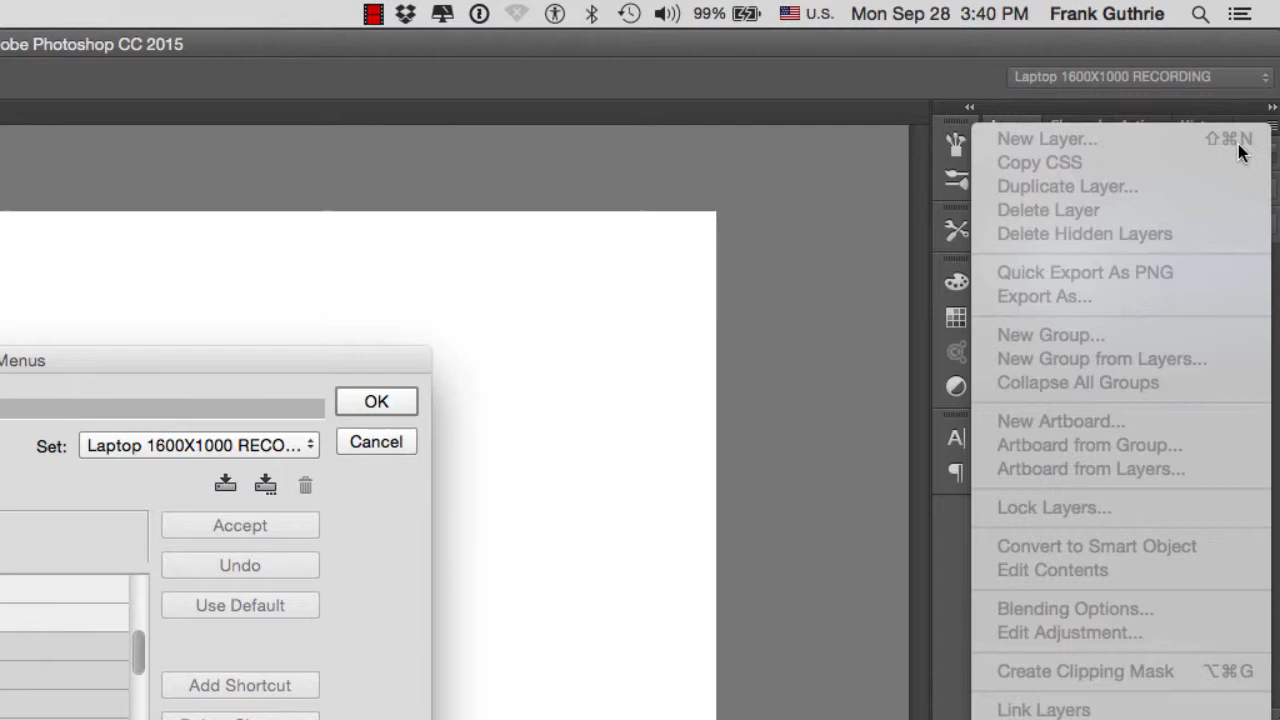 99%
U.S.
Mon Sep 28 3:40 PM
Frank Guthrie
obe Photoshop CC 2015
Laptop 1600X1000 RECORDING
New Layer... ⇧⌘N
Copy CSS
Duplicate Layer...
Delete Layer
Delete Hidden Layers
Quick Export As PNG
Export As...
New Group...
New Group from Layers...
Collapse All Groups
New Artboard...
Artboard from Group...
Artboard from Layers...
Lock Layers...
Convert to Smart Object
Edit Contents
Blending Options...
Edit Adjustment...
Create Clipping Mask ⌥⌘G
Link Layers
Menus
OK
Set: Laptop 1600X1000 RECO...
Cancel
Accept
Undo
Use Default
Add Shortcut